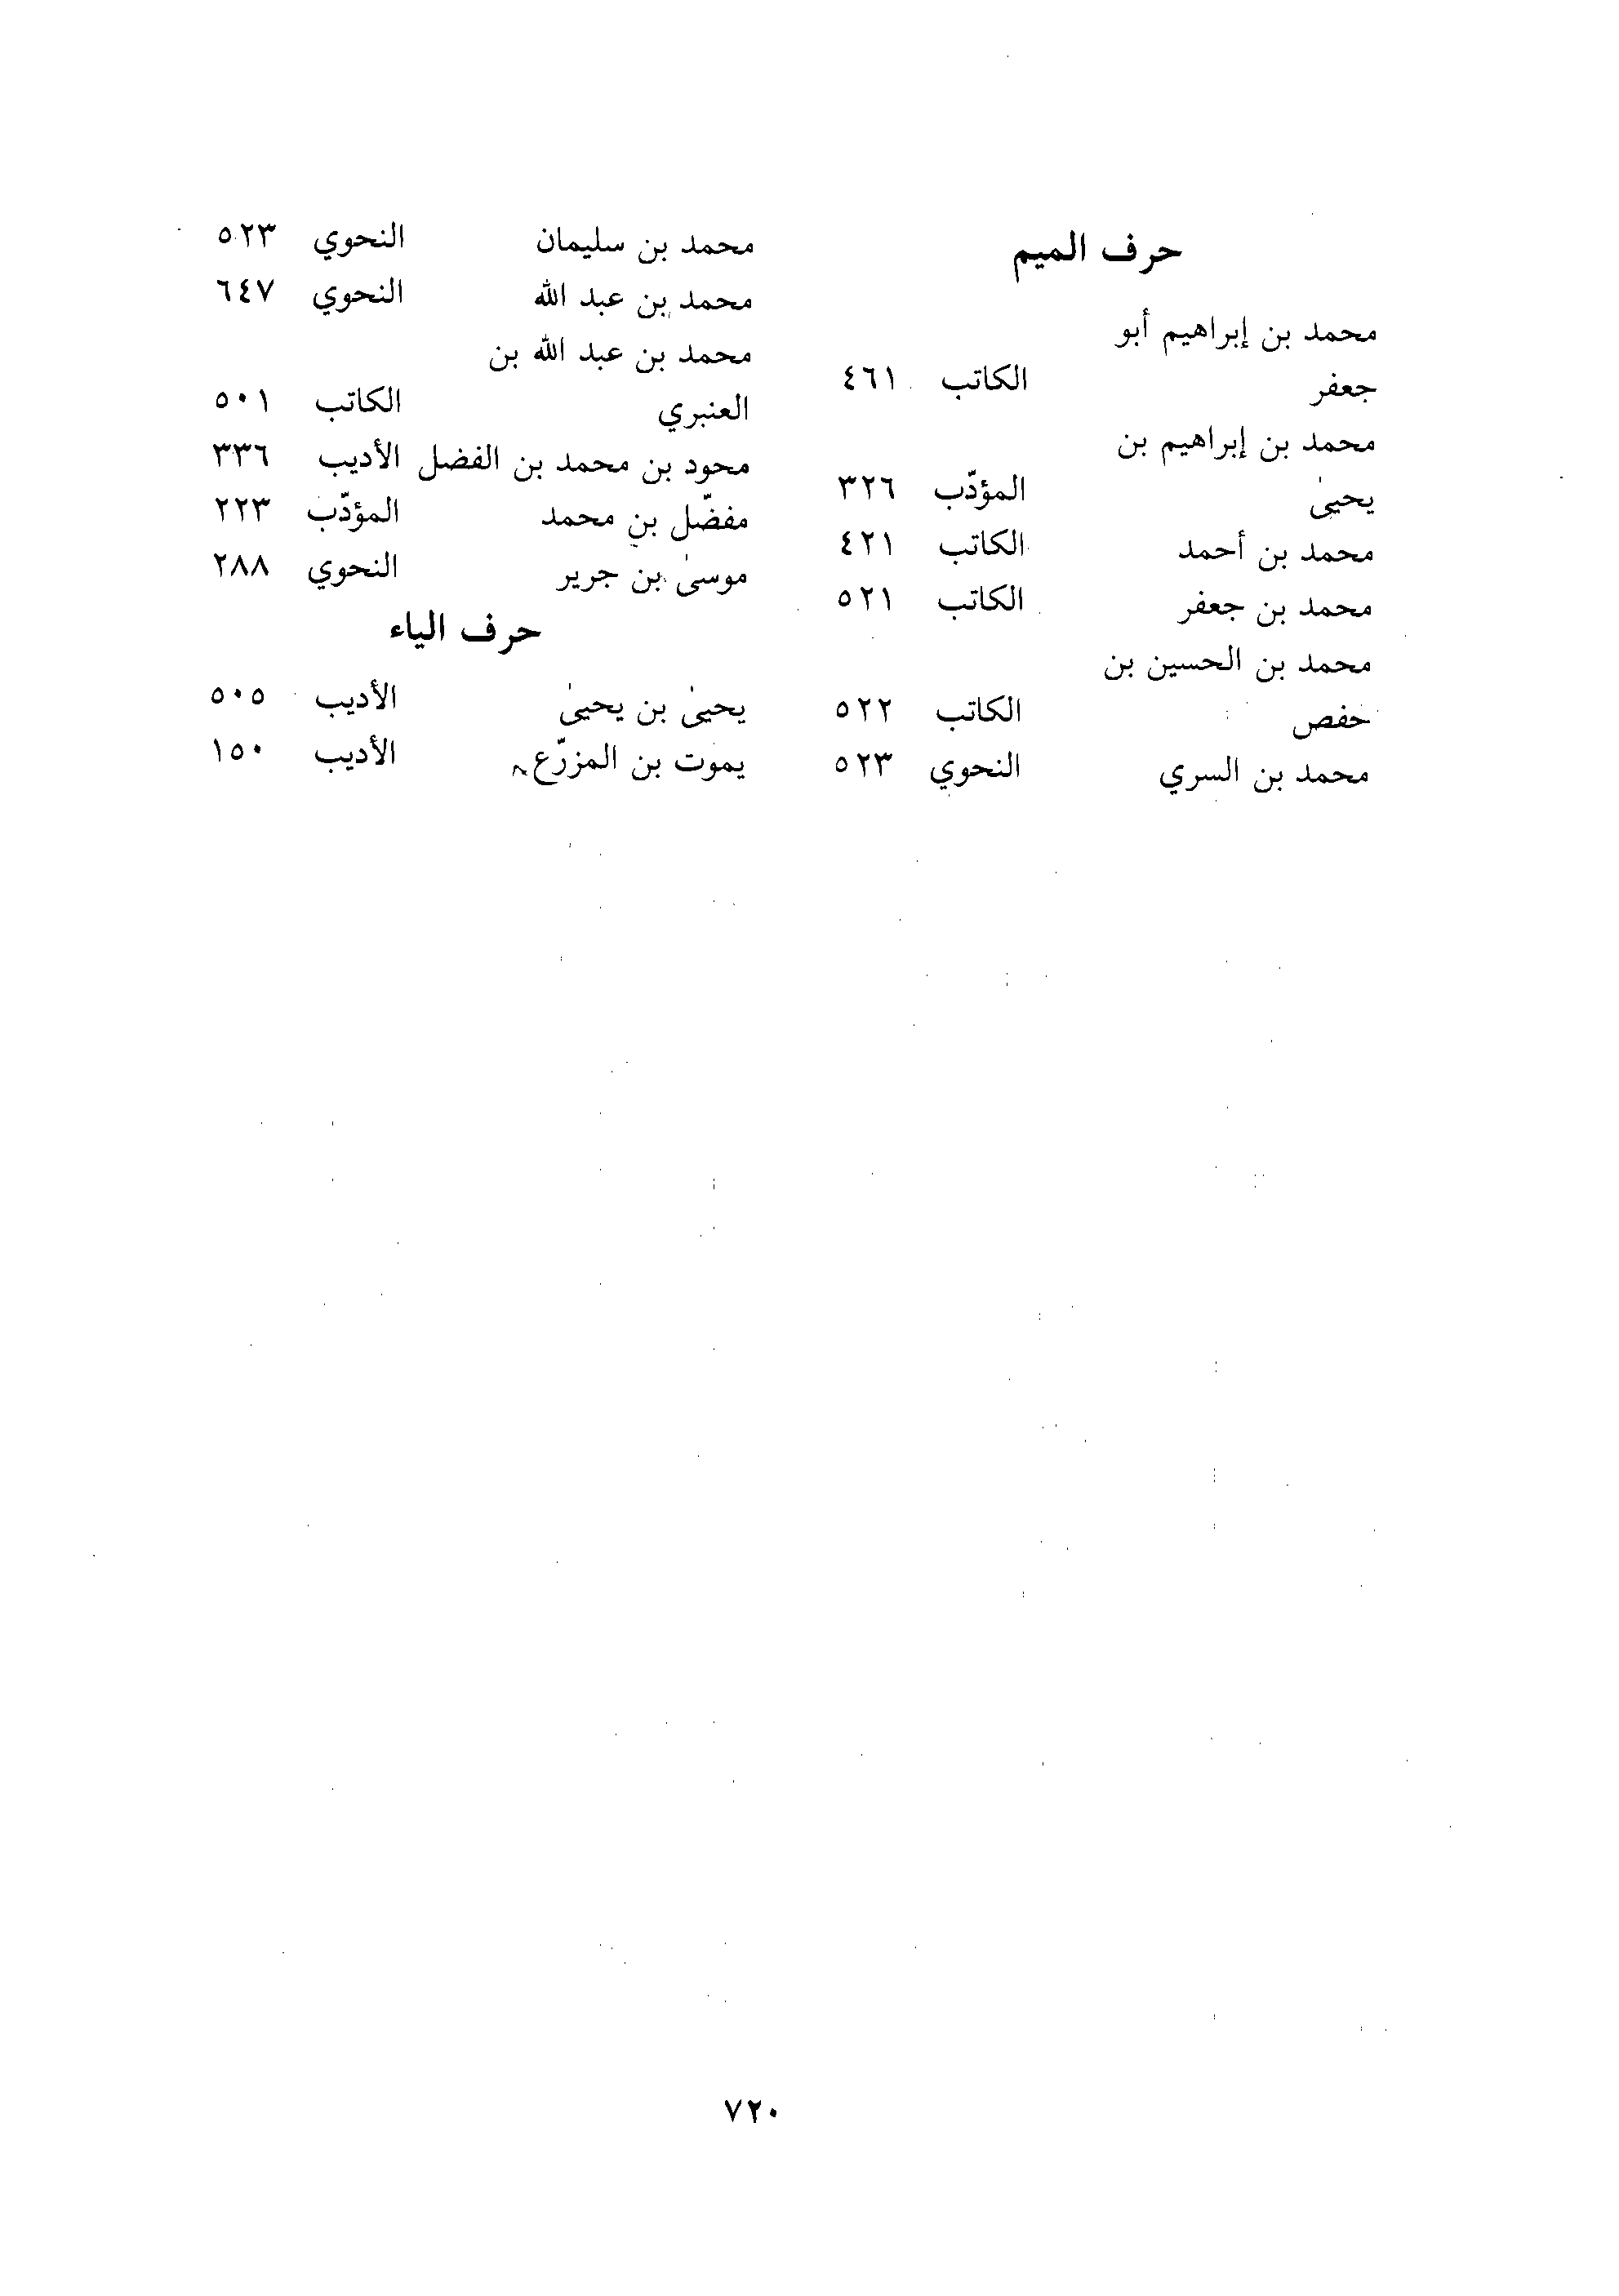 حرف الميم
محمد بن إبراهيم أبو
جعفر الكاتب ٤٦١
محمد بن إبراهيم بن
يحيىٰ المؤدّب ٣٢٦
محمد بن أحمد الكاتب ٤٢١
محمد بن جعفر الكاتب ٥٢١
محمد بن الحسين بن
حفص الكاتب ٥٢٢
محمد بن السري النحوي ٥٢٣
محمد بن سليمان النحوي ٥٢٣
محمد بن عبد الله النحوي ٦٤٧
محمد بن عبد الله بن
العنبري الكاتب ٥٠١
محود بن محمد بن الفضل الأديب ٣٣٦
مفضّل بن محمد المؤدّب ٢٢٣
موسىٰ بن جرير النحوي ٢٨٨
حرف الياء
يحيىٰ بن يحيىٰ الأديب ٥٠٥
يموت بن المزرّع الأديب ١٥٠
٧٢٠